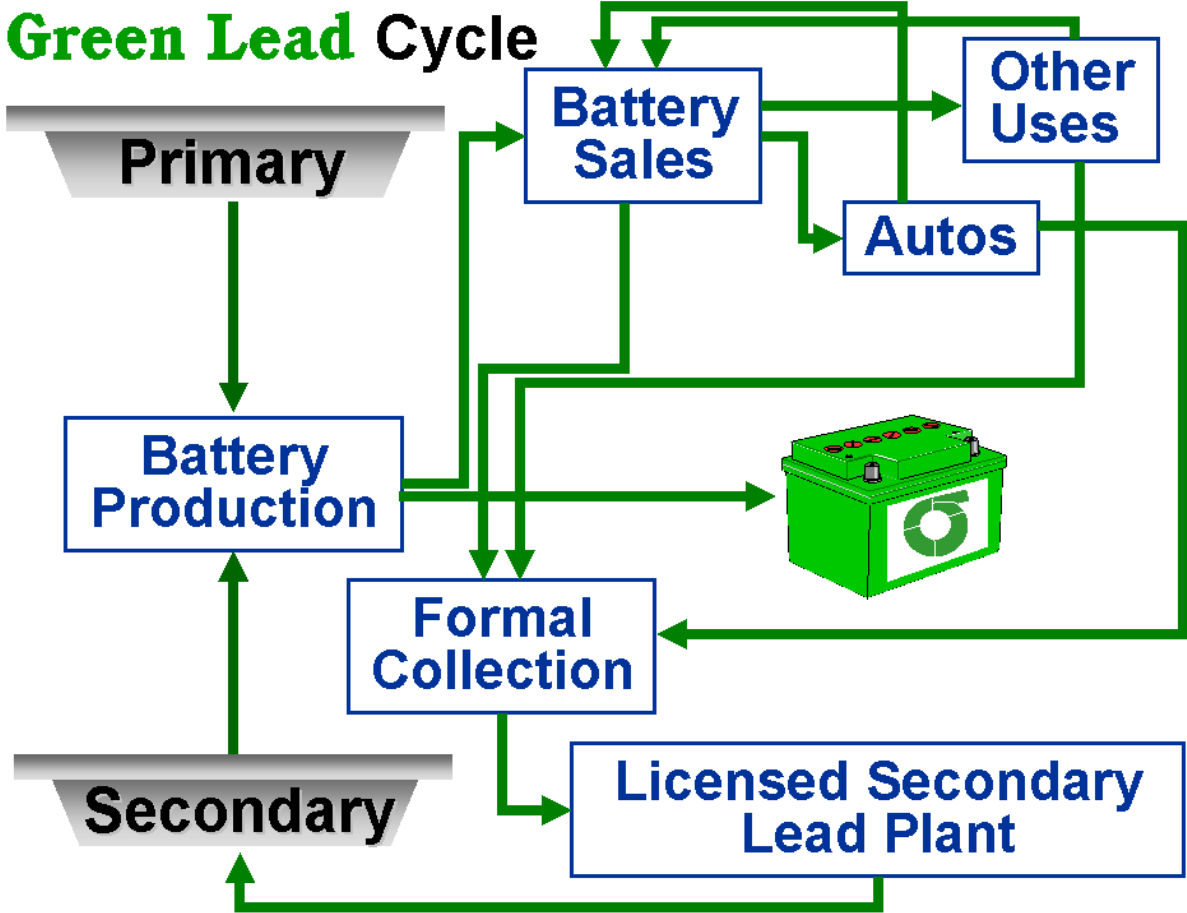 Green Lead Cycle
Primary
Battery
Sales
Other
Uses
Autos
Battery
Production
Formal
Collection
Secondary
Licensed Secondary
Lead Plant